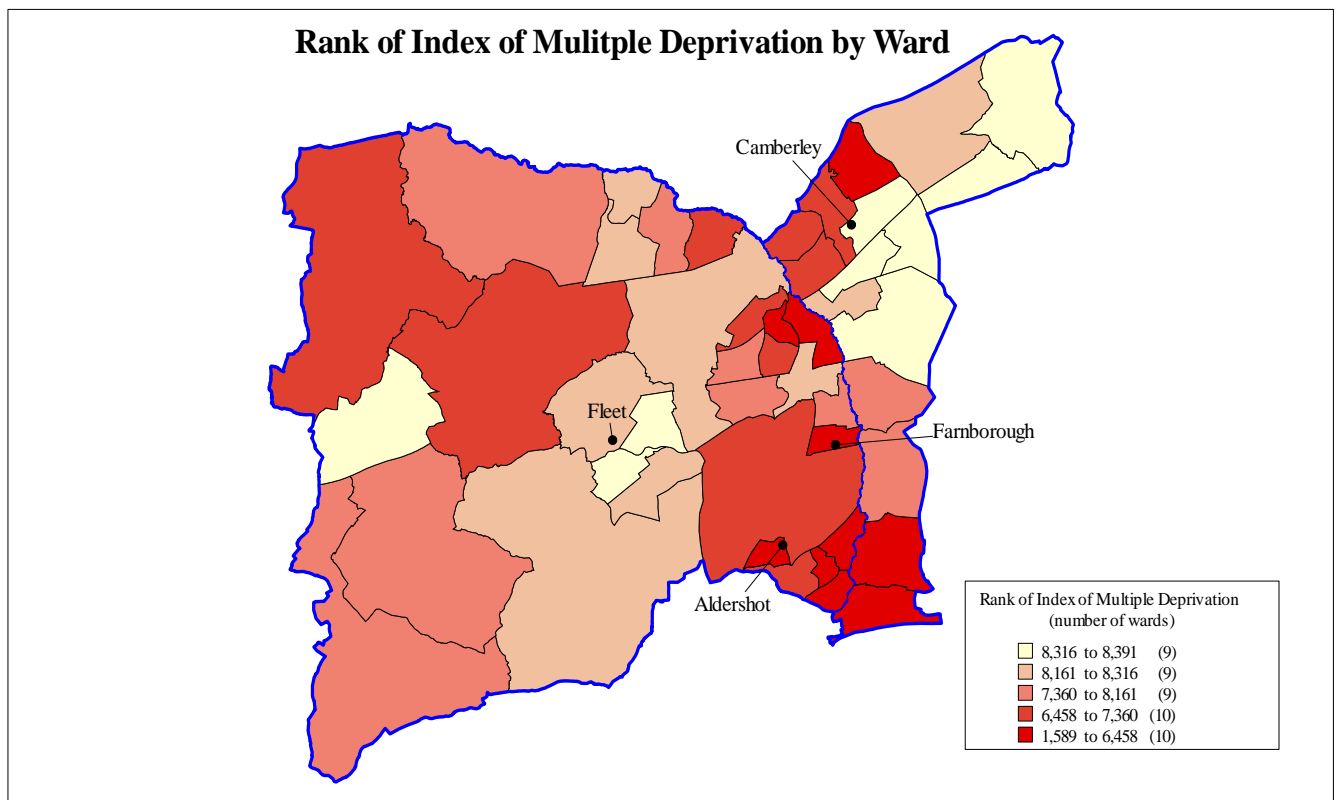 Rank of Index of Mulitple Deprivation by Ward
Camberley
Fleet
Farnborough
Aldershot
Rank of Index of Multiple Deprivation
(number of wards)
8,316 to 8,391 (9)
8,161 to 8,316 (9)
7,360 to 8,161 (9)
6,458 to 7,360 (10)
1,589 to 6,458 (10)